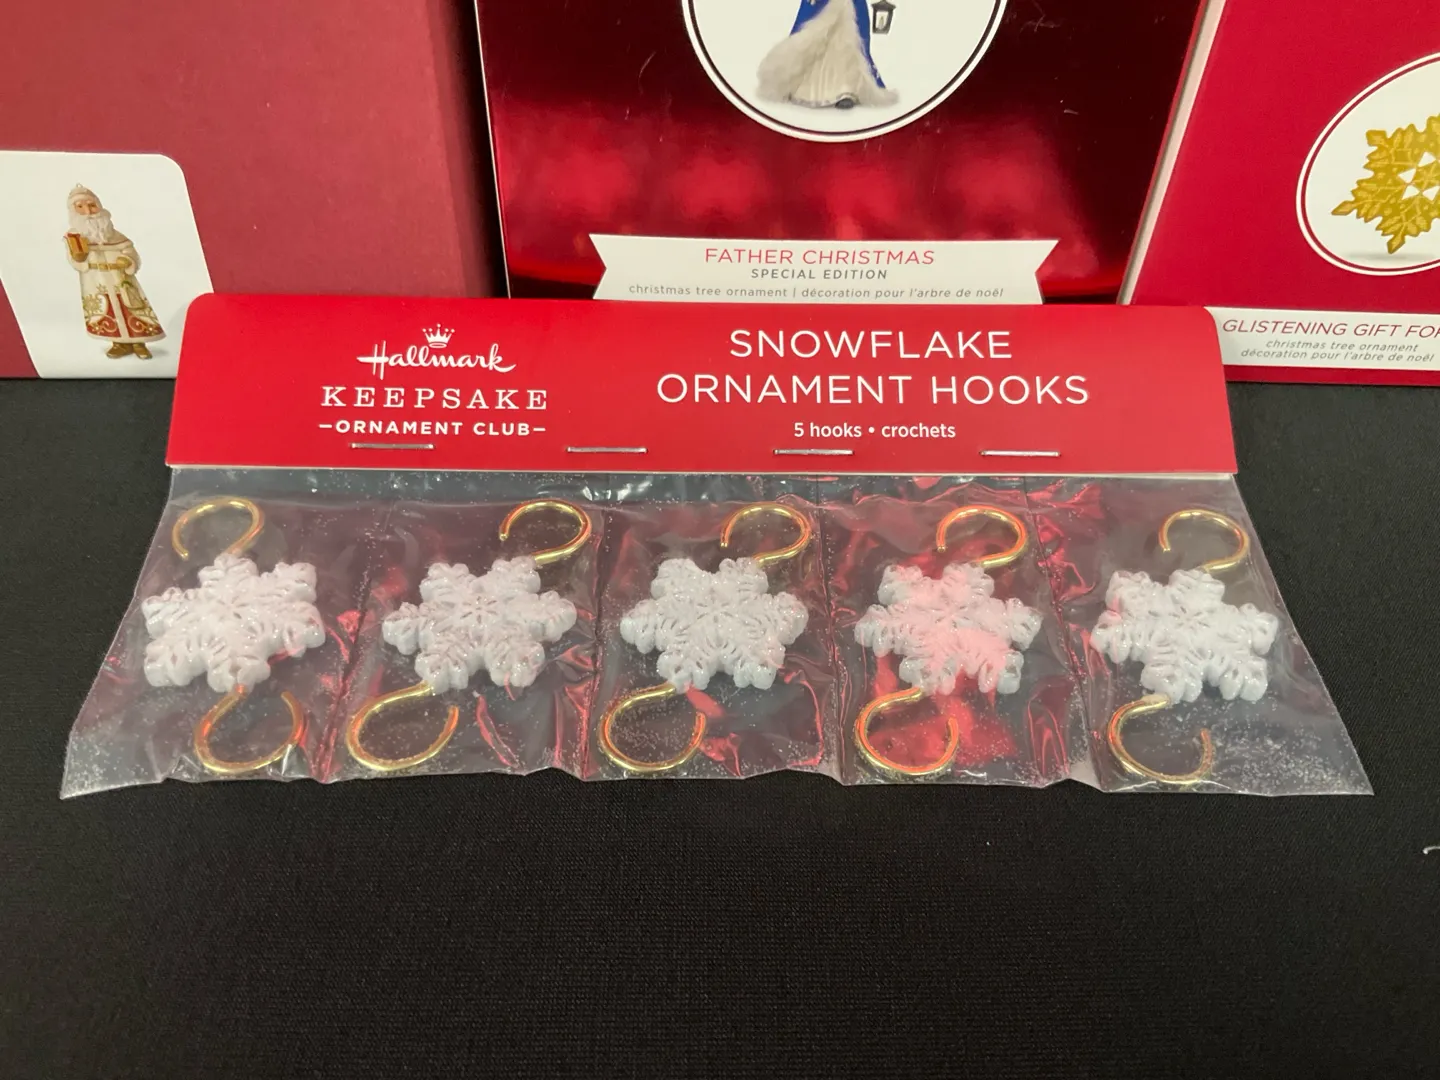 FATHER CHRISTMAS
SPECIAL EDITION
christmas tree ornament | décoration pour l'arbre de noël
GLISTENING GIFT FOR
christmas tree ornament
décoration pour l'arbre de noël
Hallmark
KEEPSAKE
–ORNAMENT CLUB–
SNOWFLAKE
ORNAMENT HOOKS
5 hooks • crochets